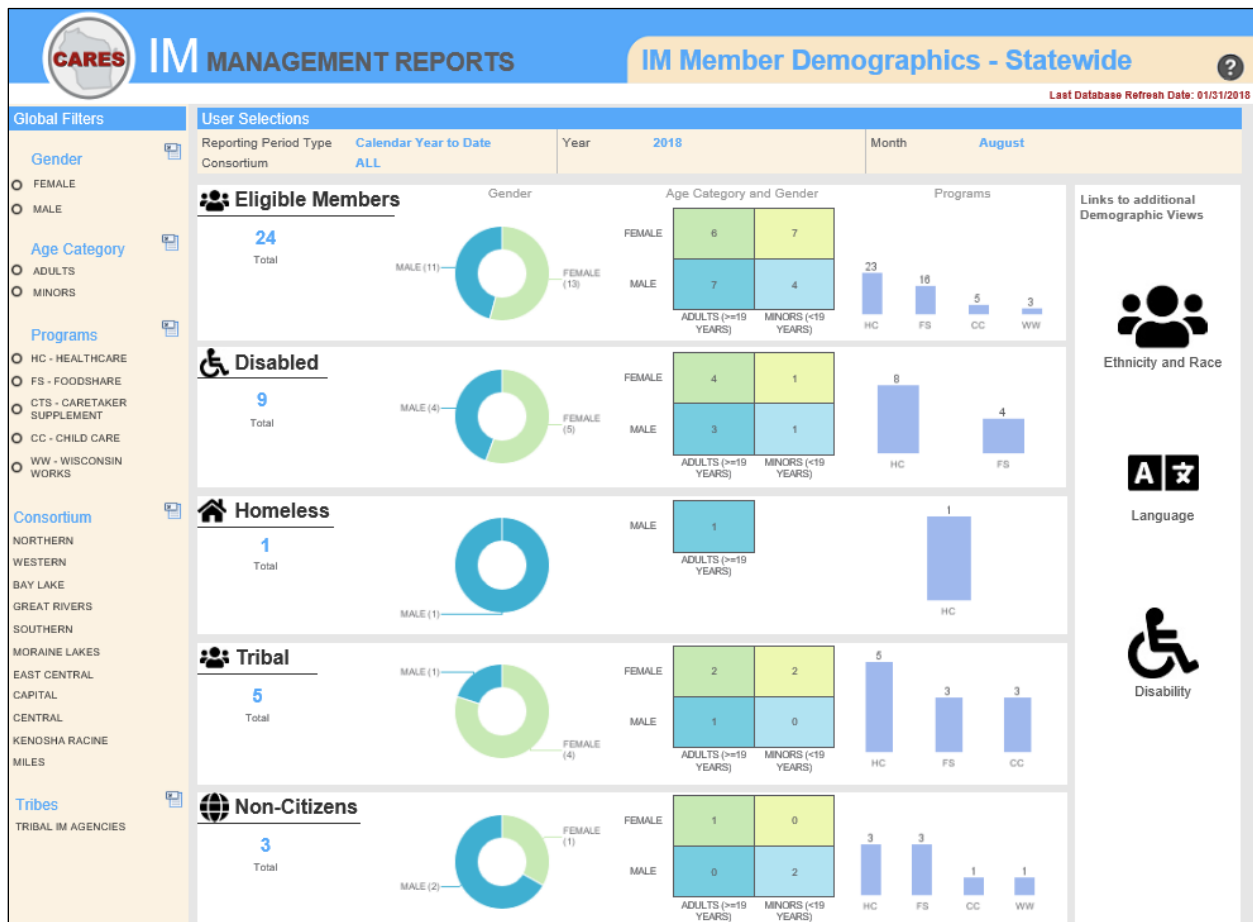 CARES
IM MANAGEMENT REPORTS
IM Member Demographics - Statewide
?
Last Database Refresh Date: 01/31/2018
Global Filters
Gender
FEMALE
MALE
Age Category
ADULTS
MINORS
Programs
HC - HEALTHCARE
FS - FOODSHARE
CTS - CARETAKER
SUPPLEMENT
CC - CHILD CARE
WW - WISCONSIN
WORKS
Consortium
NORTHERN
WESTERN
BAY LAKE
GREAT RIVERS
SOUTHERN
MORAINE LAKES
EAST CENTRAL
CAPITAL
CENTRAL
KENOSHA RACINE
MILES
Tribes
TRIBAL IM AGENCIES
User Selections
Reporting Period Type Calendar Year to Date Year 2018 Month August
Consortium ALL
Eligible Members
24
Total
Gender
MALE (11)
FEMALE
(13)
Age Category and Gender
FEMALE 6 7
MALE 7 4
ADULTS (>=19
YEARS)
MINORS (<19
YEARS)
Programs
23 16 5 3
HC FS CC WW
Disabled
9
Total
MALE (4)
FEMALE
(5)
FEMALE 4 1
MALE 3 1
ADULTS (>=19
YEARS)
MINORS (<19
YEARS)
8 4
HC FS
Homeless
1
Total
MALE (1)
MALE 1
ADULTS (>=19
YEARS)
1
HC
Tribal
5
Total
MALE (1)
FEMALE
(4)
FEMALE 2 2
MALE 1 0
ADULTS (>=19
YEARS)
MINORS (<19
YEARS)
5 3 3
HC FS CC
Non-Citizens
3
Total
FEMALE
(1)
MALE (2)
FEMALE 1 0
MALE 0 2
ADULTS (>=19
YEARS)
MINORS (<19
YEARS)
3 3 1 1
HC FS CC WW
Links to additional
Demographic Views
Ethnicity and Race
A 文
Language
Disability